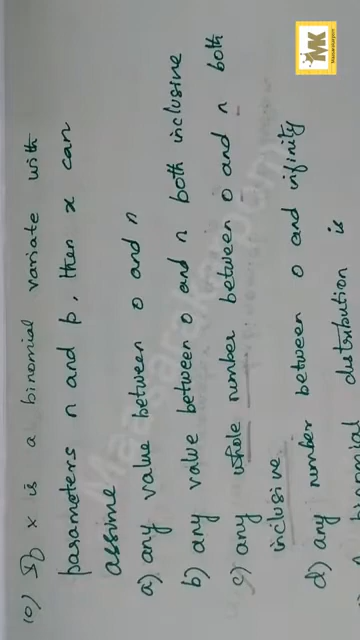 10) If x is a binomial variate with
parameters n and p, then x can
assume
a) any value between 0 and n
b) any value between 0 and n both inclusive
c) any whole number between 0 and n both
inclusive
d) any number between 0 and infinity
distribution is
MK